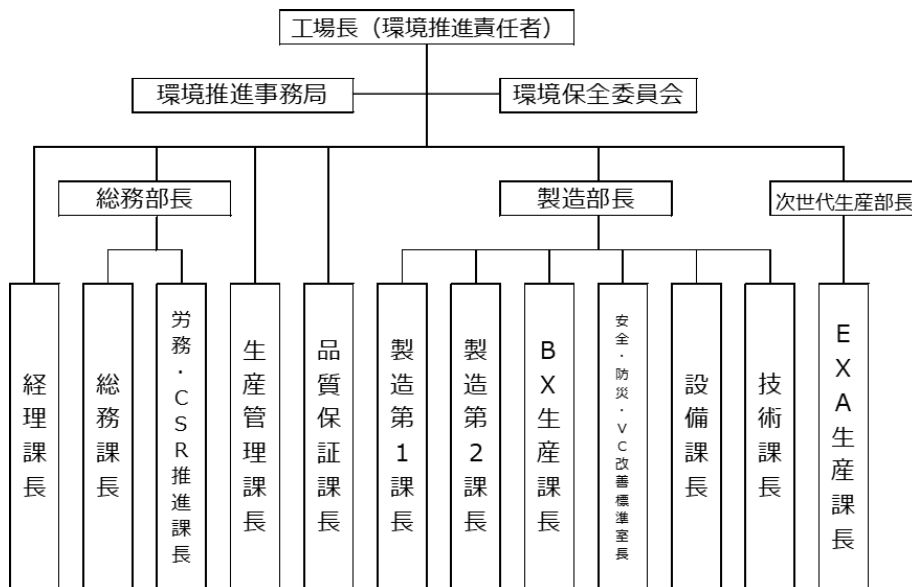 工場長（環境推進責任者）
環境推進事務局
環境保全委員会
総務部長
製造部長
次世代生産部長
経理課長
総務課長
労務・CSR推進課長
生産管理課長
品質保証課長
製造第1課長
製造第2課長
BX生産課長
安全・防災・VC改善標準室長
設備課長
技術課長
EXA生産課長